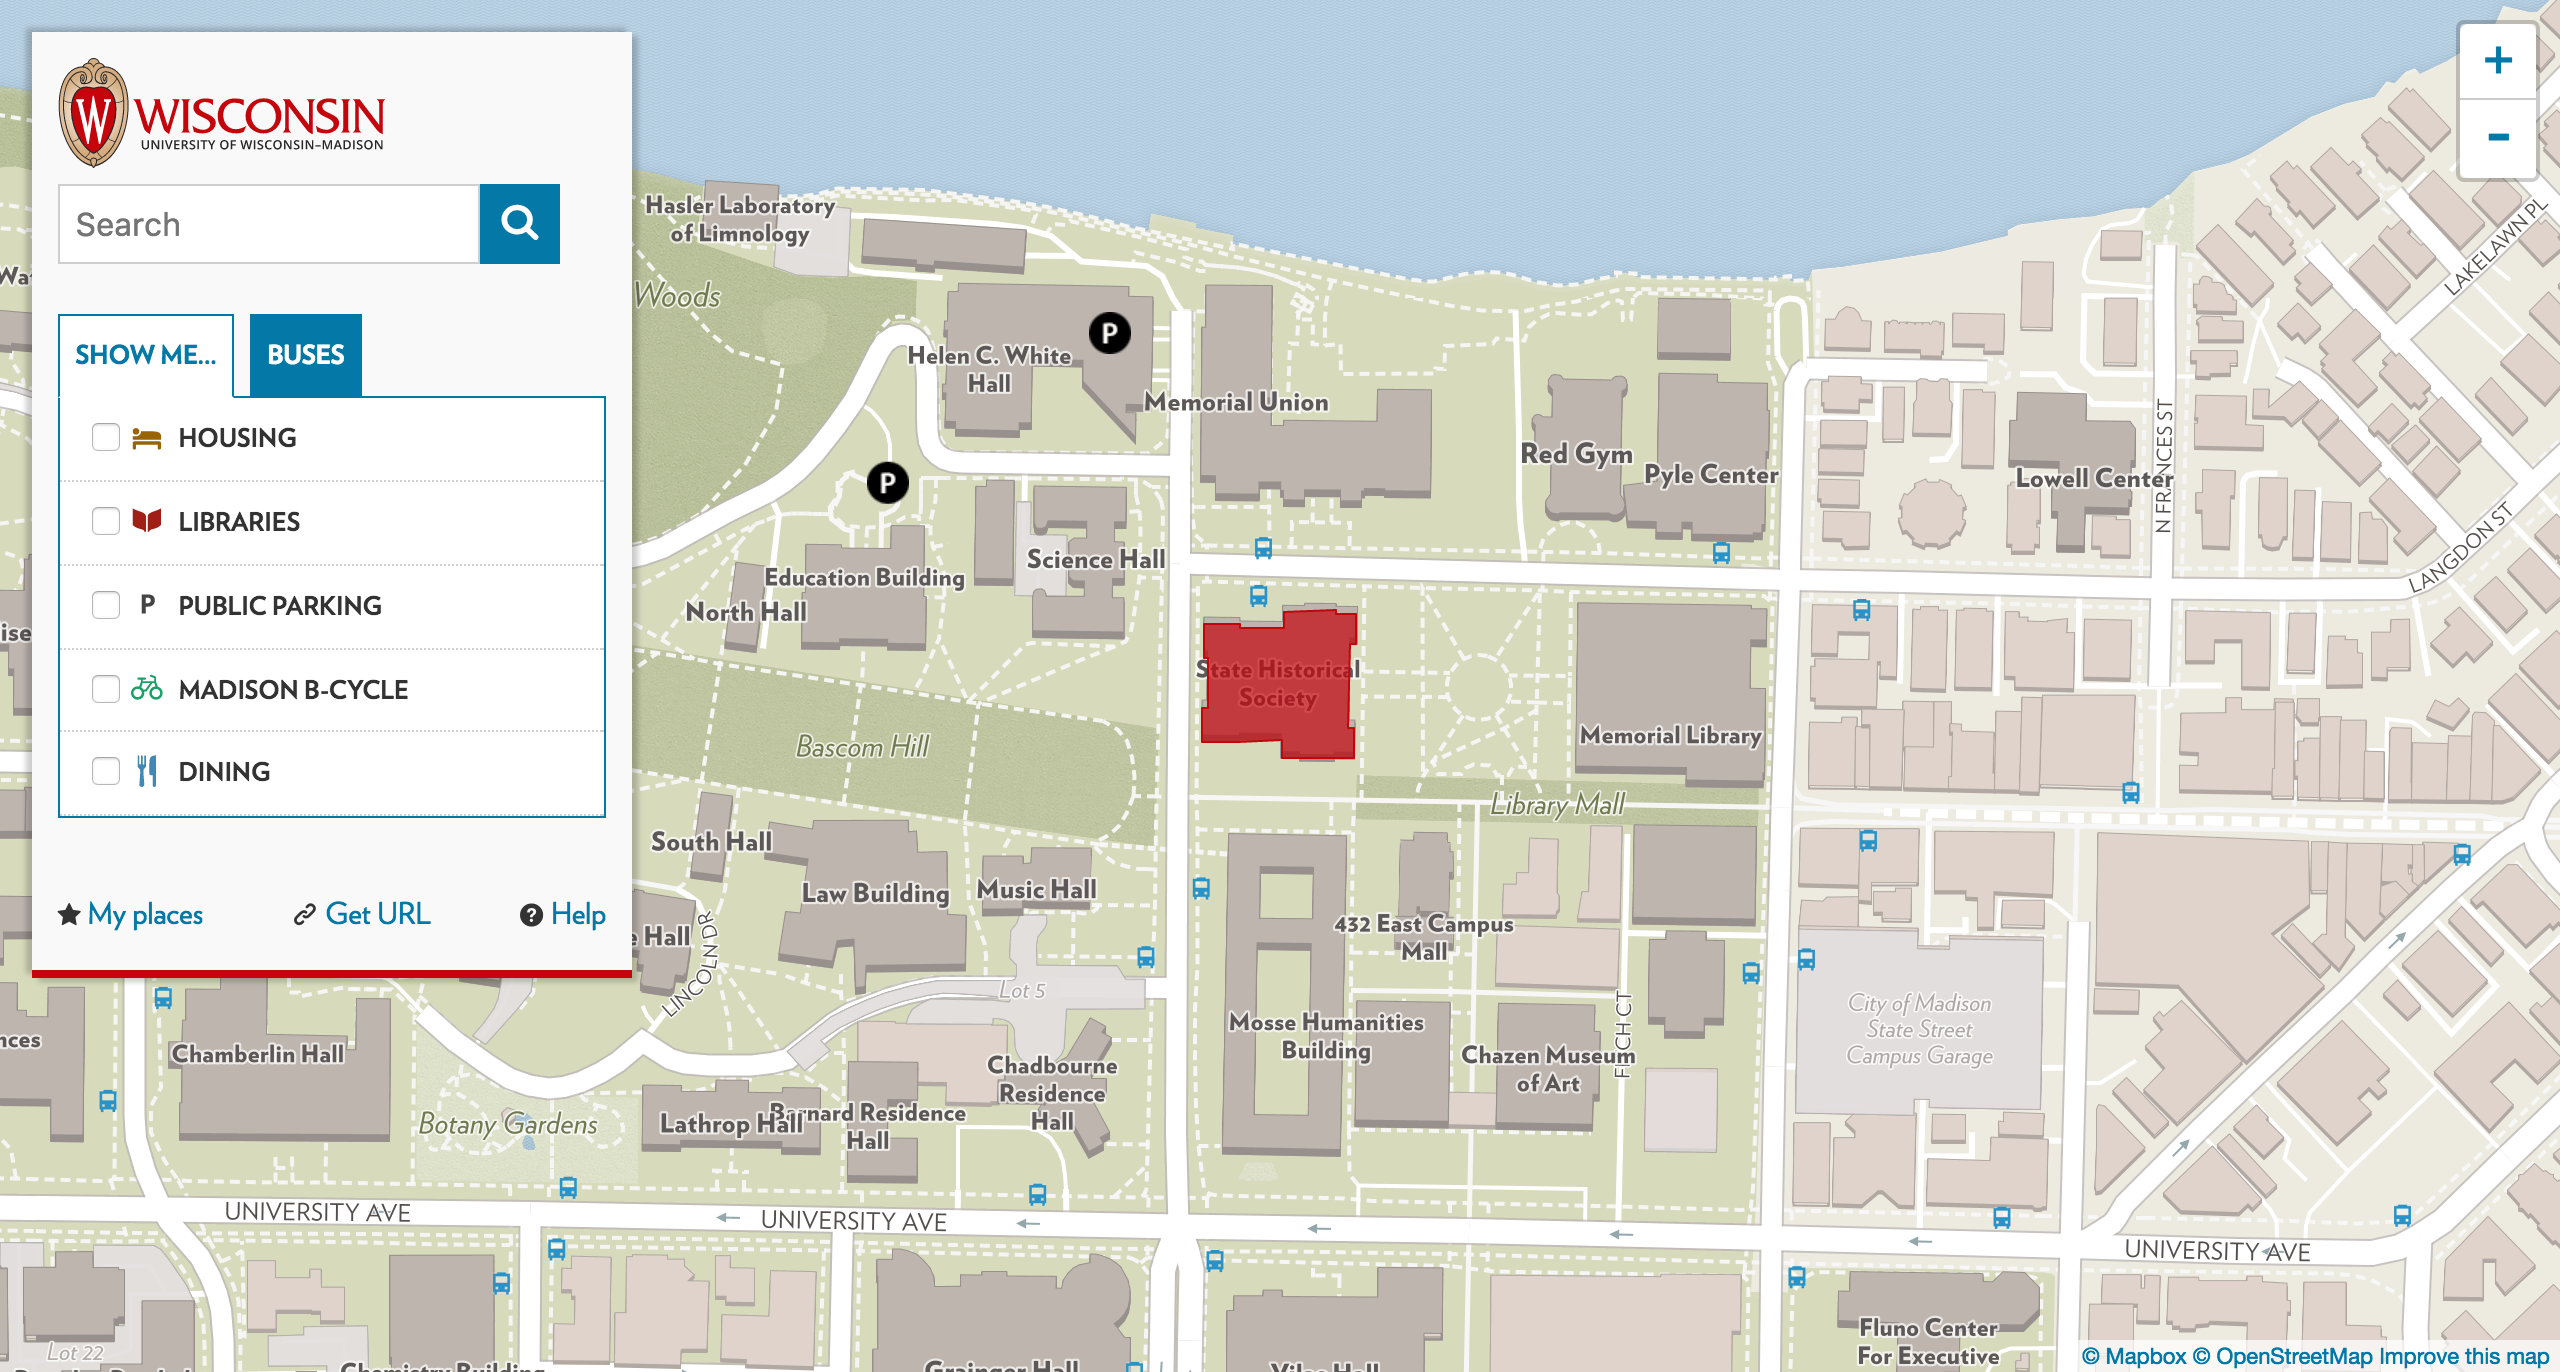 WISCONSIN
UNIVERSITY OF WISCONSIN–MADISON
Search
SHOW ME...
BUSES
HOUSING
LIBRARIES
P PUBLIC PARKING
MADISON B-CYCLE
DINING
My places
Get URL
Help
Hasler Laboratory
of Limnology
Woods
Helen C. White
Hall
P
P
Memorial Union
Red Gym
Pyle Center
Lowell Center
N FRANCES ST
LAKELAWN PL
LANGDON ST
Science Hall
Education Building
North Hall
State Historical
Society
Memorial Library
Bascom Hill
Library Mall
South Hall
Law Building
Music Hall
432 East Campus
Mall
Hall
LINCOLN DR
Lot 5
Mosse Humanities
Building
Chazen Museum
of Art
FITCH CT
City of Madison
State Street
Campus Garage
Chamberlin Hall
Botany Gardens
Lathrop Hall
Barnard Residence
Hall
Chadbourne
Residence
Hall
UNIVERSITY AVE
UNIVERSITY AVE
UNIVERSITY AVE
Lot 22
Chemistry Building
Grainger Hall
Vilas Hall
Fluno Center
For Executive
© Mapbox © OpenStreetMap Improve this map